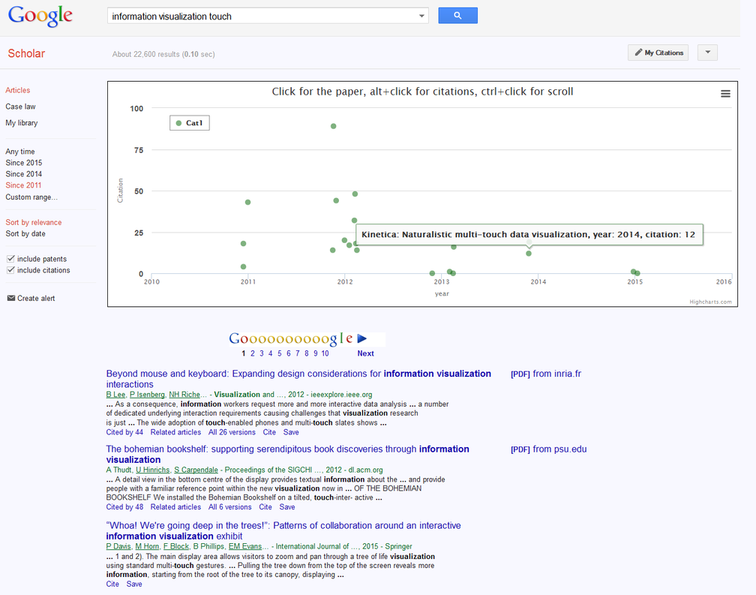 Google
information visualization touch
Scholar
About 22,600 results (0.10 sec)
My Citations
Articles
Case law
My library
Any time
Since 2015
Since 2014
Since 2011
Custom range...
Sort by relevance
Sort by date
include patents
include citations
Create alert
Click for the paper, alt+click for citations, ctrl+click for scroll
Cat1
Citation
100
75
50
25
0
Kinetica: Naturalistic multi-touch data visualization, year: 2014, citation: 12
2010
2011
2012
2013
2014
2015
2016
year
Highcharts.com
Goooooooooogle
1 2 3 4 5 6 7 8 9 10 Next
Beyond mouse and keyboard: Expanding design considerations for information visualization
interactions
[PDF] from inria.fr
B Lee, P Isenberg, NH Riche... - Visualization and ..., 2012 - ieeexplore.ieee.org
... As a consequence, information workers request more and more interactive data analysis ... a number
of dedicated underlying interaction requirements causing challenges that visualization research
is just ... The wide adoption of touch-enabled phones and multi-touch slates shows ...
Cited by 44 Related articles All 26 versions Cite Save
The bohemian bookshelf: supporting serendipitous book discoveries through information
visualization
[PDF] from psu.edu
A Thudt, U Hinrichs, S Carpendale - Proceedings of the SIGCHI ..., 2012 - dl.acm.org
... A detail view in the bottom centre of the display provides textual information about the ... and provide
people with a familiar reference point within the new visualization now in ... OF THE BOHEMIAN
BOOKSHELF We installed the Bohemian Bookshelf on a tilted, touch-inter- active ...
Cited by 48 Related articles All 6 versions Cite Save
"Whoa! We're going deep in the trees!": Patterns of collaboration around an interactive
information visualization exhibit
P Davis, M Horn, F Block, B Phillips, EM Evans... - International Journal of ..., 2015 - Springer
... 1 and 2). The main display area allows visitors to zoom and pan through a tree of life visualization
using standard multi-touch gestures. ... Pulling the tree down from the top of the screen reveals more
information, starting from the root of the tree to its canopy, displaying ...
Cite Save